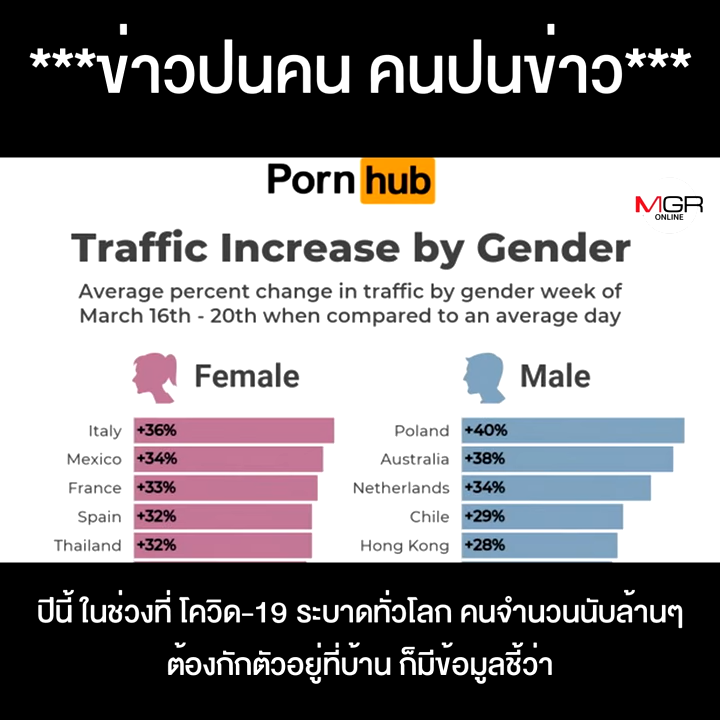 ***ข่าวปนคน คนปนข่าว***
Porn hub
MGR
ONLINE
Traffic Increase by Gender
Average percent change in traffic by gender week of
March 16th - 20th when compared to an average day
Female
Italy +36%
Mexico +34%
France +33%
Spain +32%
Thailand +32%
Male
Poland +40%
Australia +38%
Netherlands +34%
Chile +29%
Hong Kong +28%
ปีนี้ ในช่วงที่ โควิด-19 ระบาดทั่วโลก คนจำนวนนับล้านๆ
ต้องกักตัวอยู่ที่บ้าน ก็มีข้อมูลชี้ว่า